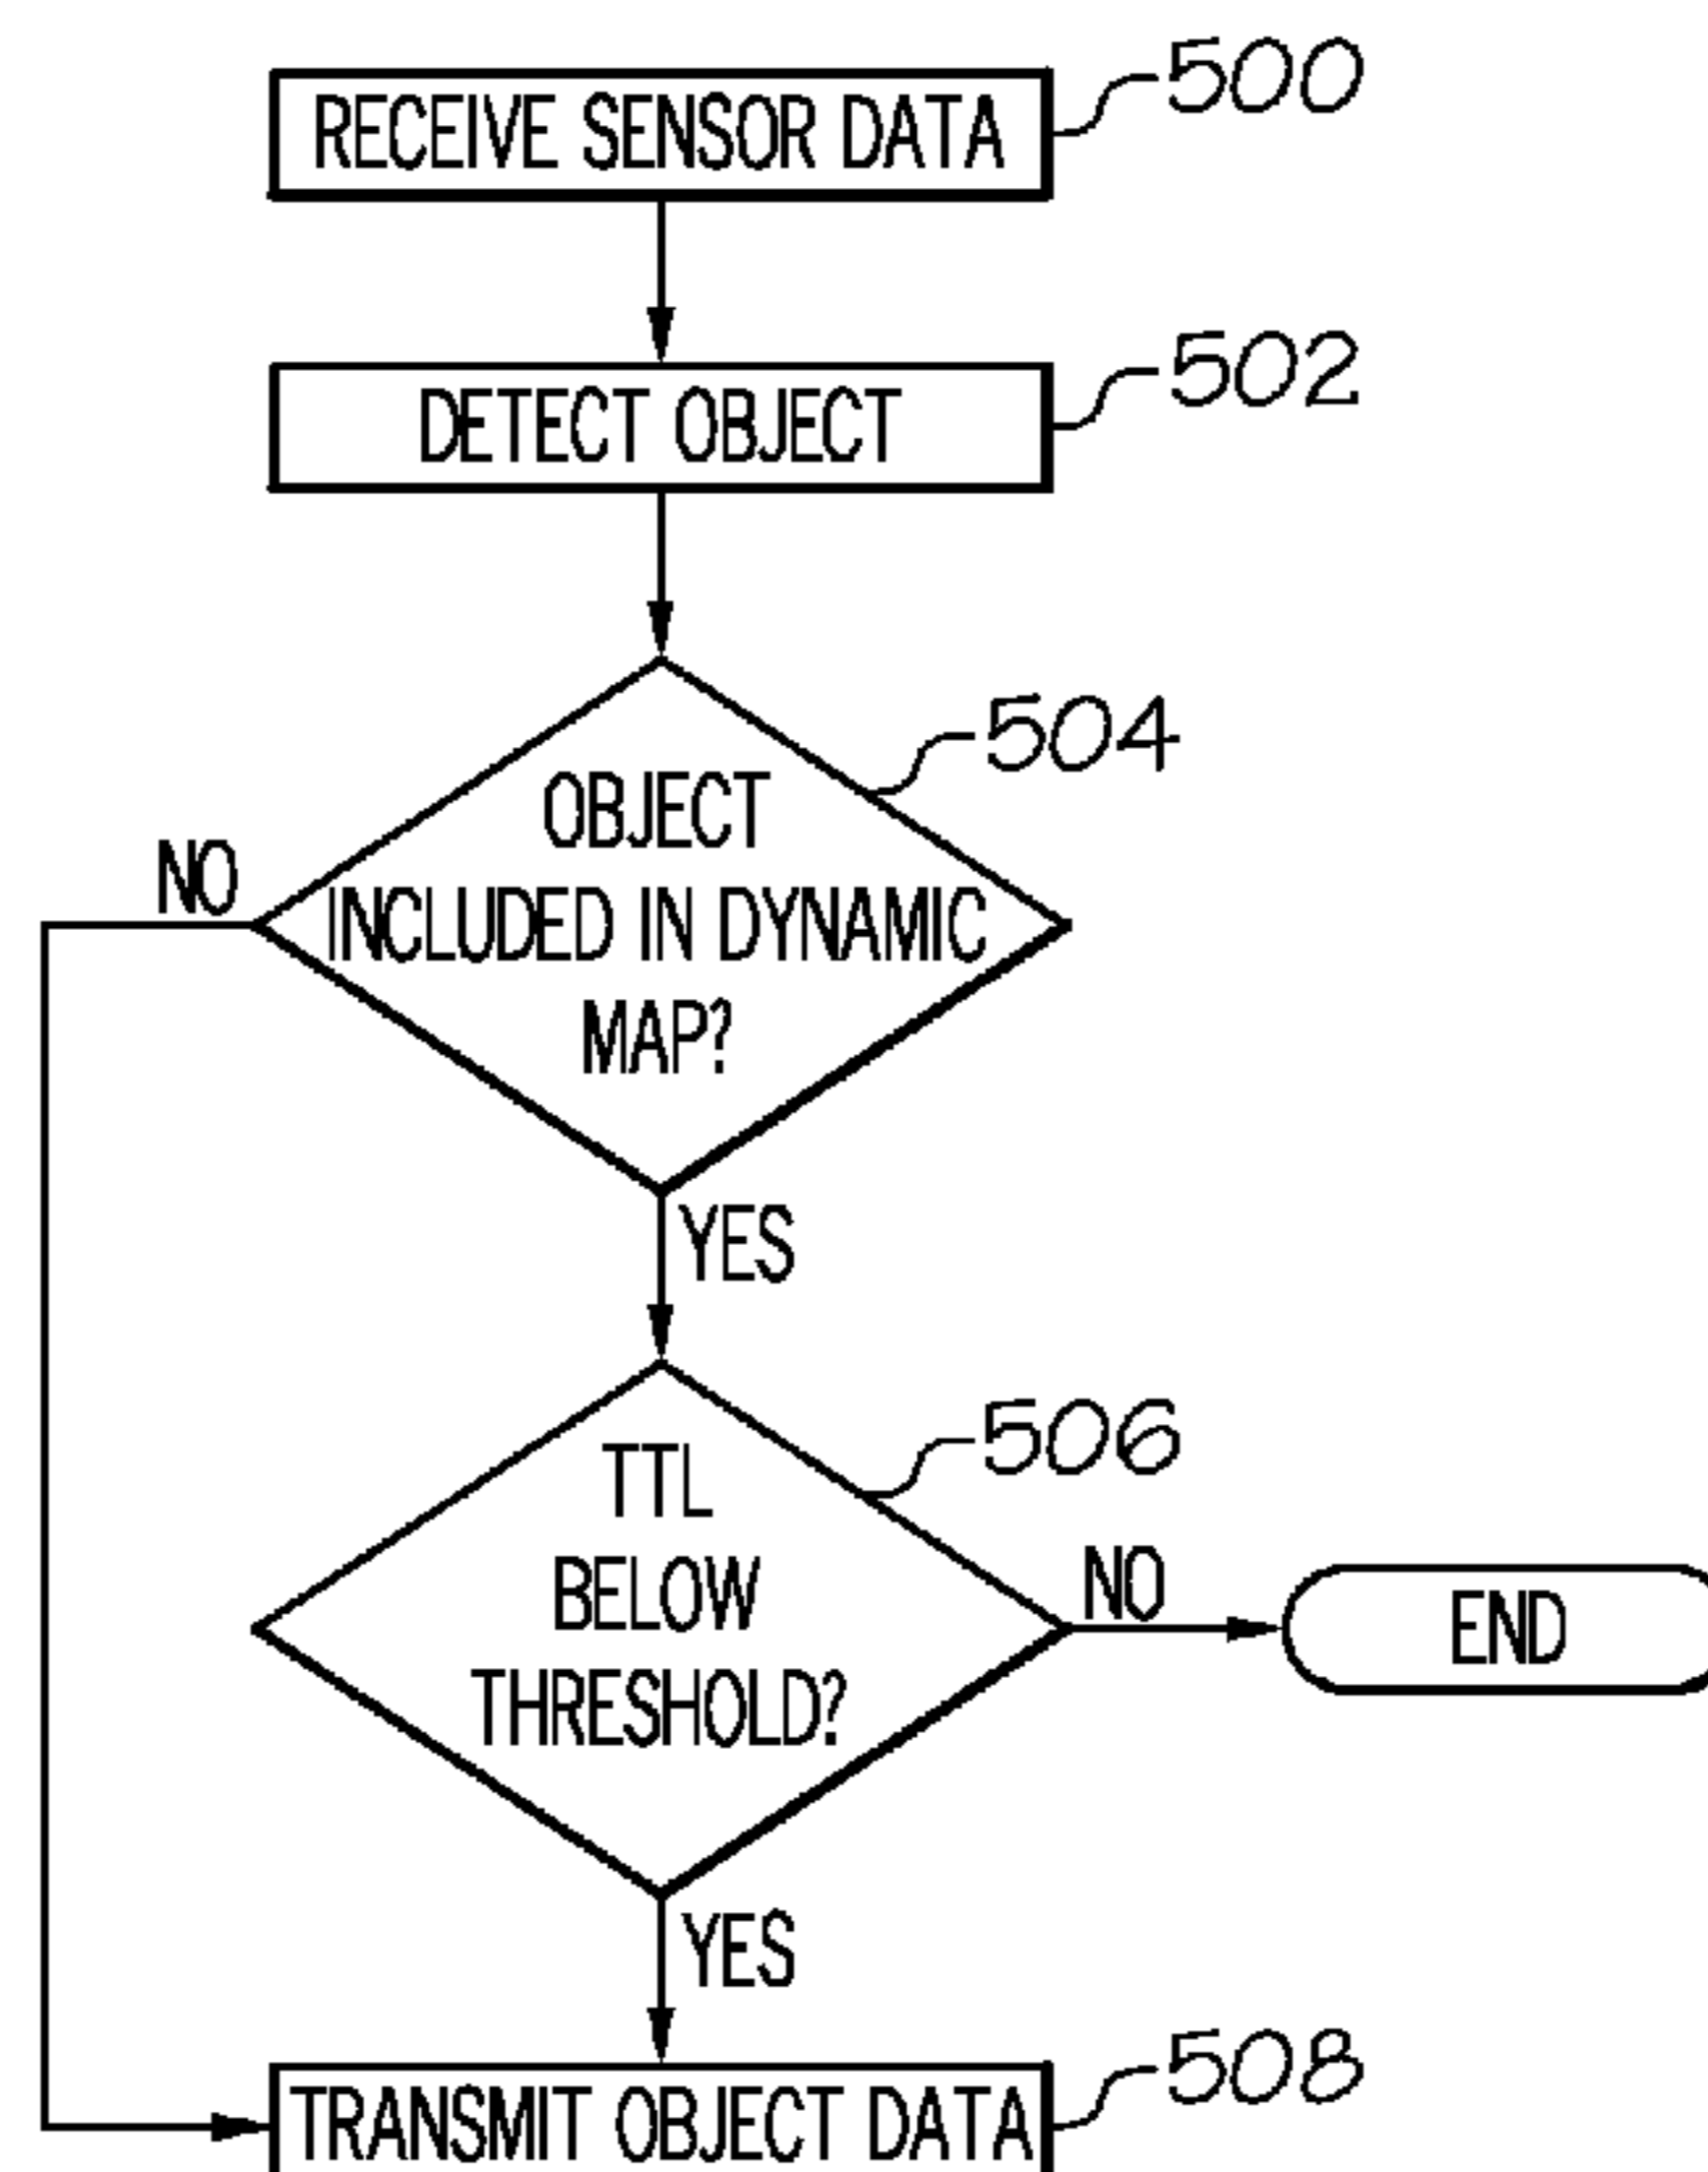 RECEIVE SENSOR DATA
500
DETECT OBJECT
502
504
OBJECT
INCLUDED IN DYNAMIC
MAP?
NO
YES
506
TTL
BELOW
THRESHOLD?
NO
END
YES
TRANSMIT OBJECT DATA
508